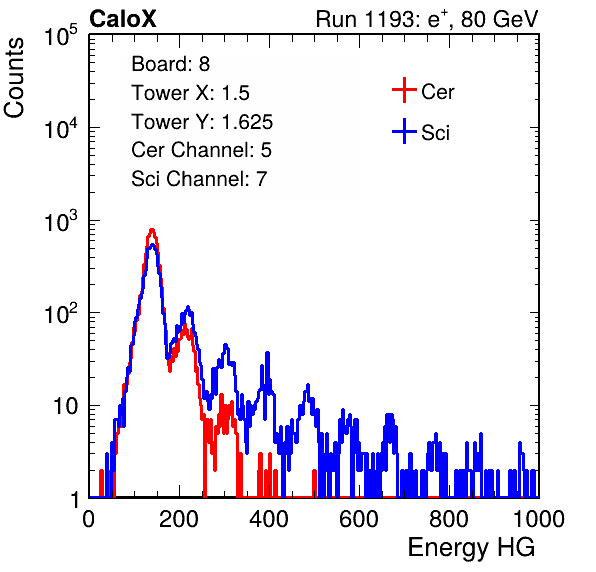 CaloX Run 1193: e⁺, 80 GeV
Counts
Board: 8
Tower X: 1.5
Tower Y: 1.625
Cer Channel: 5
Sci Channel: 7
Cer
Sci
10⁵
10⁴
10³
10²
10
1
0 200 400 600 800 1000
Energy HG